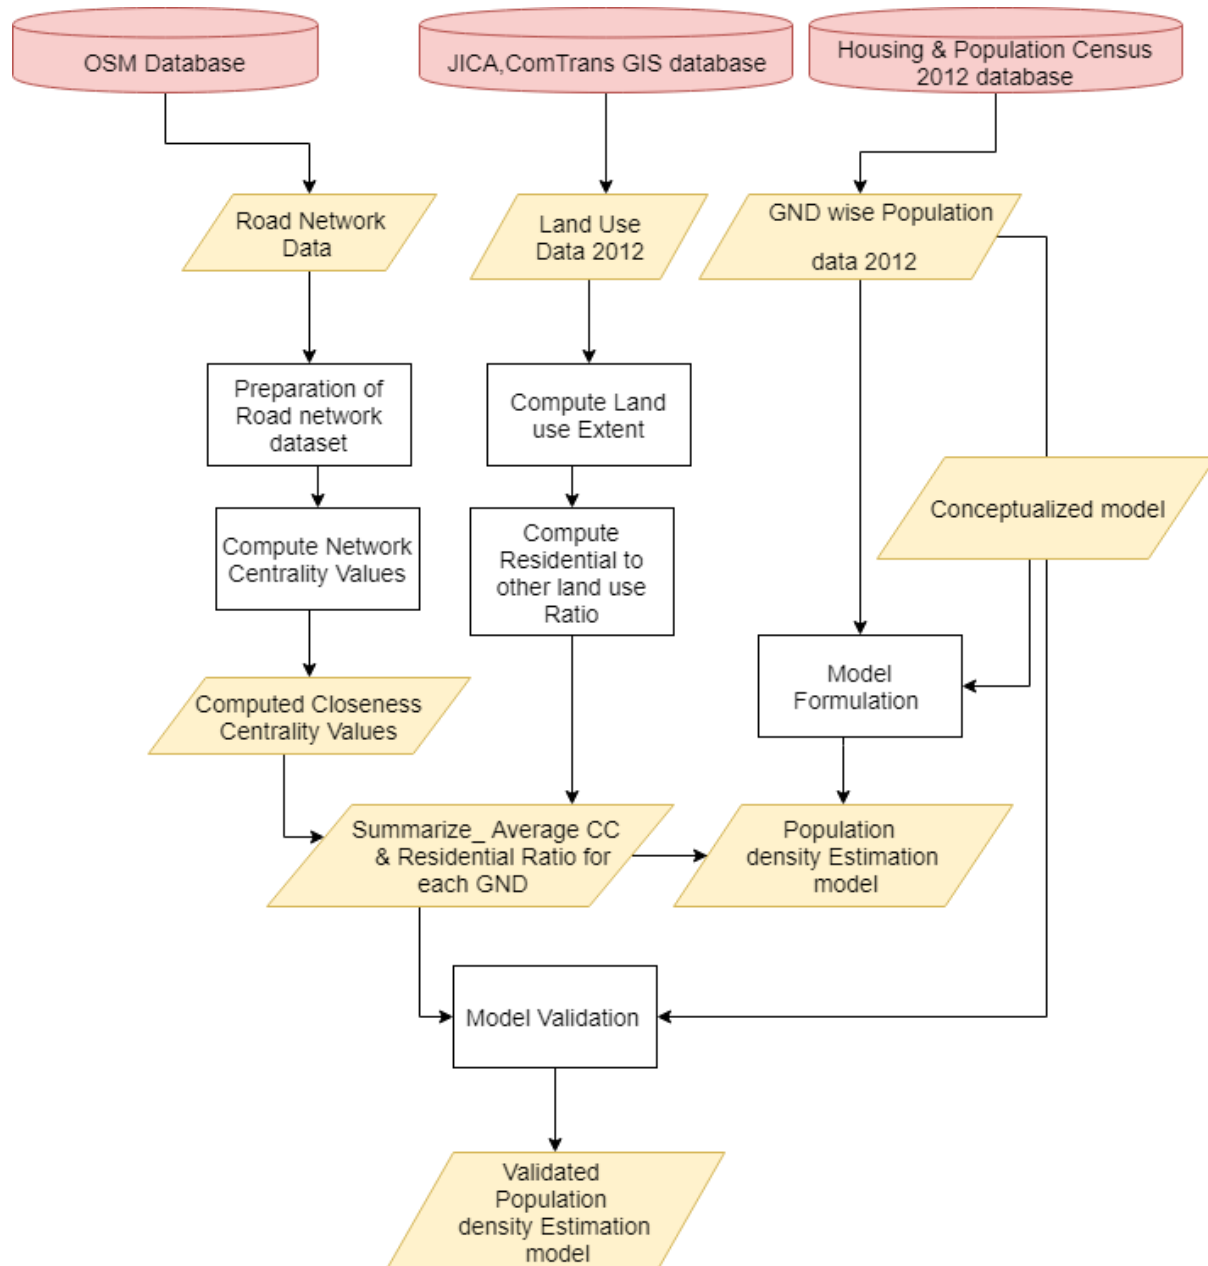 OSM Database
JICA,ComTrans GIS database
Housing & Population Census
2012 database
Road Network
Data
Land Use
Data 2012
GND wise Population
data 2012
Preparation of
Road network
dataset
Compute Land
use Extent
Conceptualized model
Compute Network
Centrality Values
Compute
Residential to
other land use
Ratio
Model
Formulation
Computed Closeness
Centrality Values
Summarize_ Average CC
& Residential Ratio for
each GND
Population
density Estimation
model
Model Validation
Validated
Population
density Estimation
model